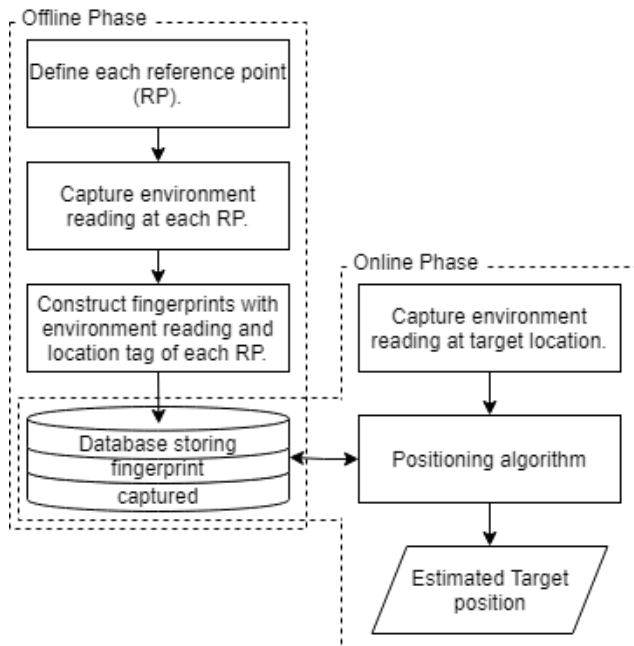 Offline Phase
Define each reference point
(RP).
Capture environment
reading at each RP.
Construct fingerprints with
environment reading and
location tag of each RP.
Database storing
fingerprint
captured
Online Phase
Capture environment
reading at target location.
Positioning algorithm
Estimated Target
position